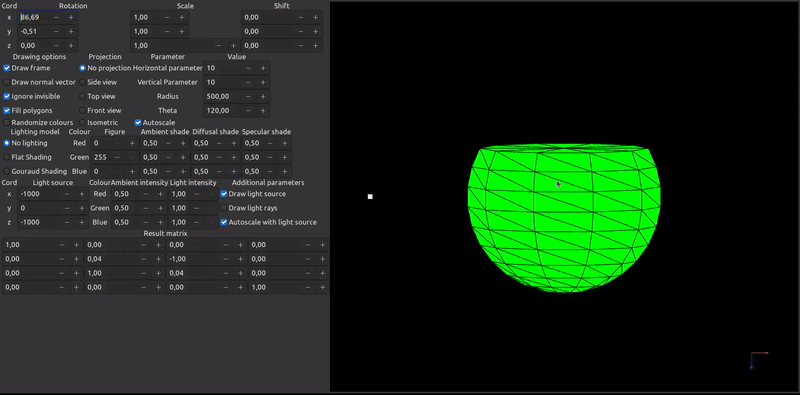 Cord Rotation Scale Shift
x 86,69 − + 1,00 − + 0,00 − +
y -0,51 − + 1,00 − + 0,00 − +
z 0,00 − + 1,00 − + 0,00 − +
Drawing options Projection Parameter Value
Draw frame No projection Horizontal parameter 10 − +
Draw normal vector Side view Vertical Parameter 10 − +
Ignore invisible Top view Radius 500,00 − +
Fill polygons Front view Theta 120,00 − +
Randomize colours Isometric Autoscale
Lighting model Colour Figure Ambient shade Diffusal shade Specular shade
No lighting Red 0 − + 0,50 − + 0,50 − + 0,50 − +
Flat Shading Green 255 − + 0,50 − + 0,50 − + 0,50 − +
Gouraud Shading Blue 0 − + 0,50 − + 0,50 − + 0,50 − +
Cord Light source Colour Ambient intensity Light intensity Additional parameters
x -1000 − + Red 0,50 − + 1,00 − + Draw light source
y 0 − + Green 0,50 − + 1,00 − + Draw light rays
z -1000 − + Blue 0,50 − + 1,00 − + Autoscale with light source
Result matrix
1,00 − + 0,00 − + 0,00 − + 0,00 − +
0,00 − + 0,04 − + -1,00 − + 0,00 − +
0,00 − + 1,00 − + 0,04 − + 0,00 − +
0,00 − + 0,00 − + 0,00 − + 1,00 − +